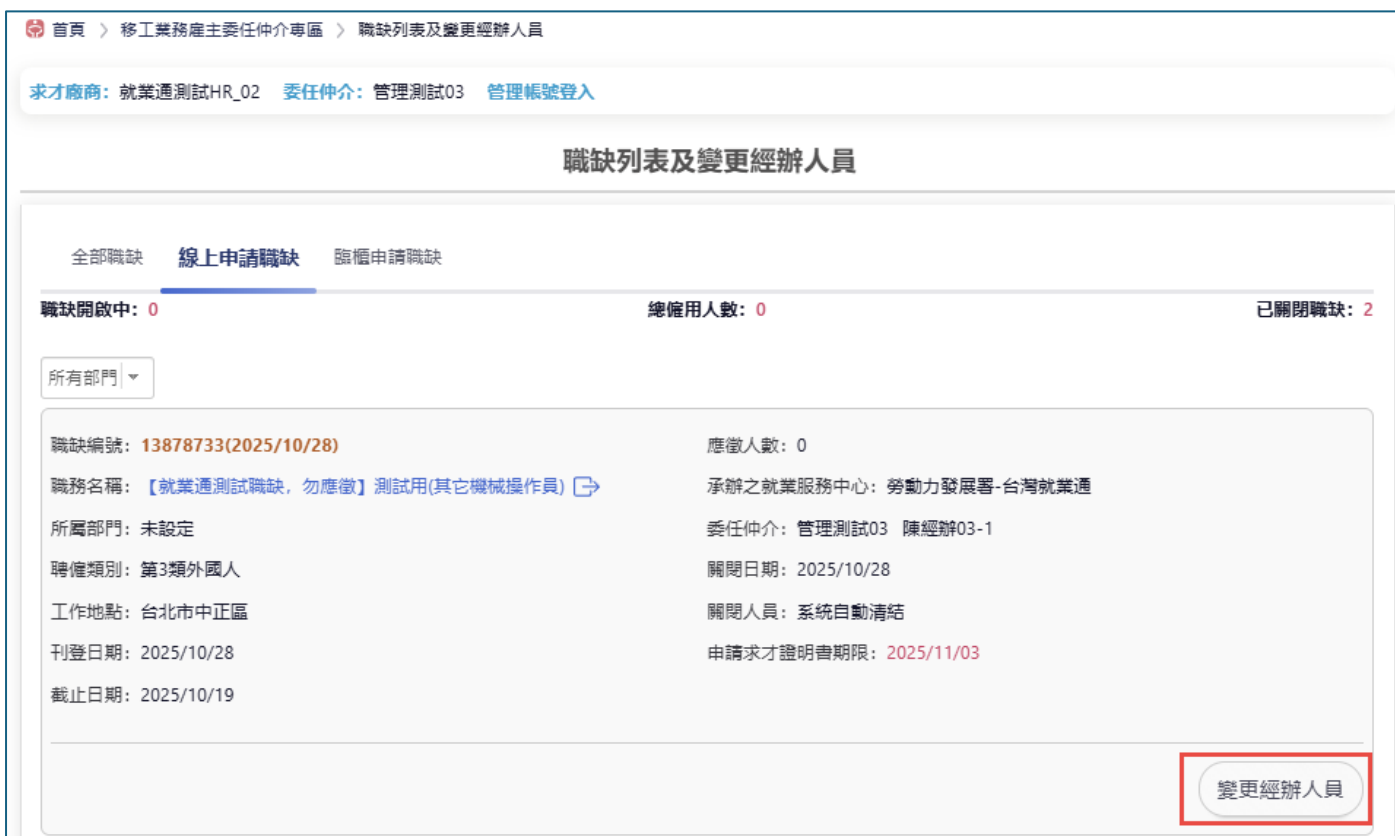 首頁 > 移工業務雇主委任仲介專區 > 職缺列表及變更經辦人員
求才廠商：就業通測試HR_02 委任仲介：管理測試03 管理帳號登入
職缺列表及變更經辦人員
全部職缺 線上申請職缺 臨櫃申請職缺
職缺開啟中：0 總僱用人數：0 已關閉職缺：2
所有部門
職缺編號：13878733(2025/10/28) 應徵人數：0
職務名稱：【就業通測試職缺，勿應徵】測試用(其它機械操作員) 承辦之就業服務中心：勞動力發展署-台灣就業通
所屬部門：未設定 委任仲介：管理測試03 陳經辦03-1
聘僱類別：第3類外國人 關閉日期：2025/10/28
工作地點：台北市中正區 關閉人員：系統自動清結
刊登日期：2025/10/28 申請求才證明書期限：2025/11/03
截止日期：2025/10/19
變更經辦人員